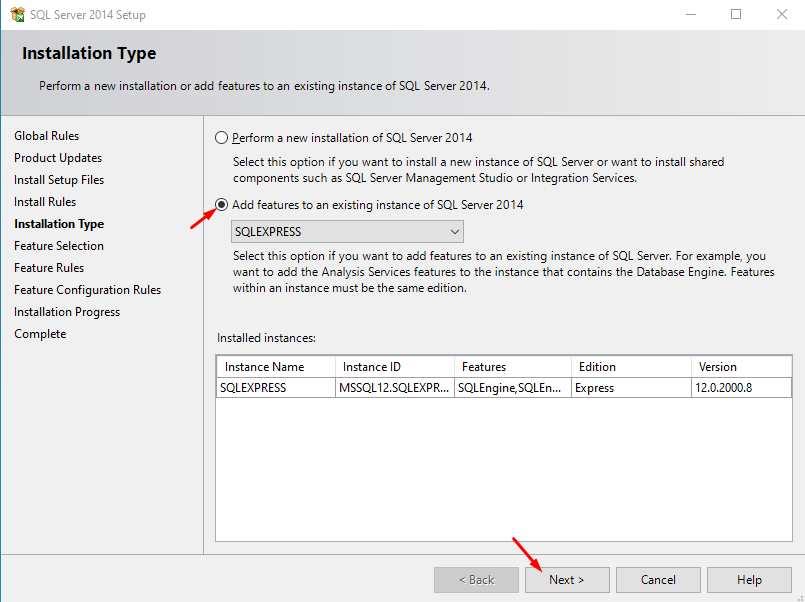 SQL Server 2014 Setup
Installation Type
Perform a new installation or add features to an existing instance of SQL Server 2014.
Global Rules
Product Updates
Install Setup Files
Install Rules
Installation Type
Feature Selection
Feature Rules
Feature Configuration Rules
Installation Progress
Complete
Perform a new installation of SQL Server 2014
Select this option if you want to install a new instance of SQL Server or want to install shared
components such as SQL Server Management Studio or Integration Services.
Add features to an existing instance of SQL Server 2014
SQLEXPRESS
Select this option if you want to add features to an existing instance of SQL Server. For example, you
want to add the Analysis Services features to the instance that contains the Database Engine. Features
within an instance must be the same edition.
Installed instances:
Instance Name Instance ID Features Edition Version
SQLEXPRESS MSSQL12.SQLEXPR... SQLEngine,SQLEn... Express 12.0.2000.8
< Back Next > Cancel Help